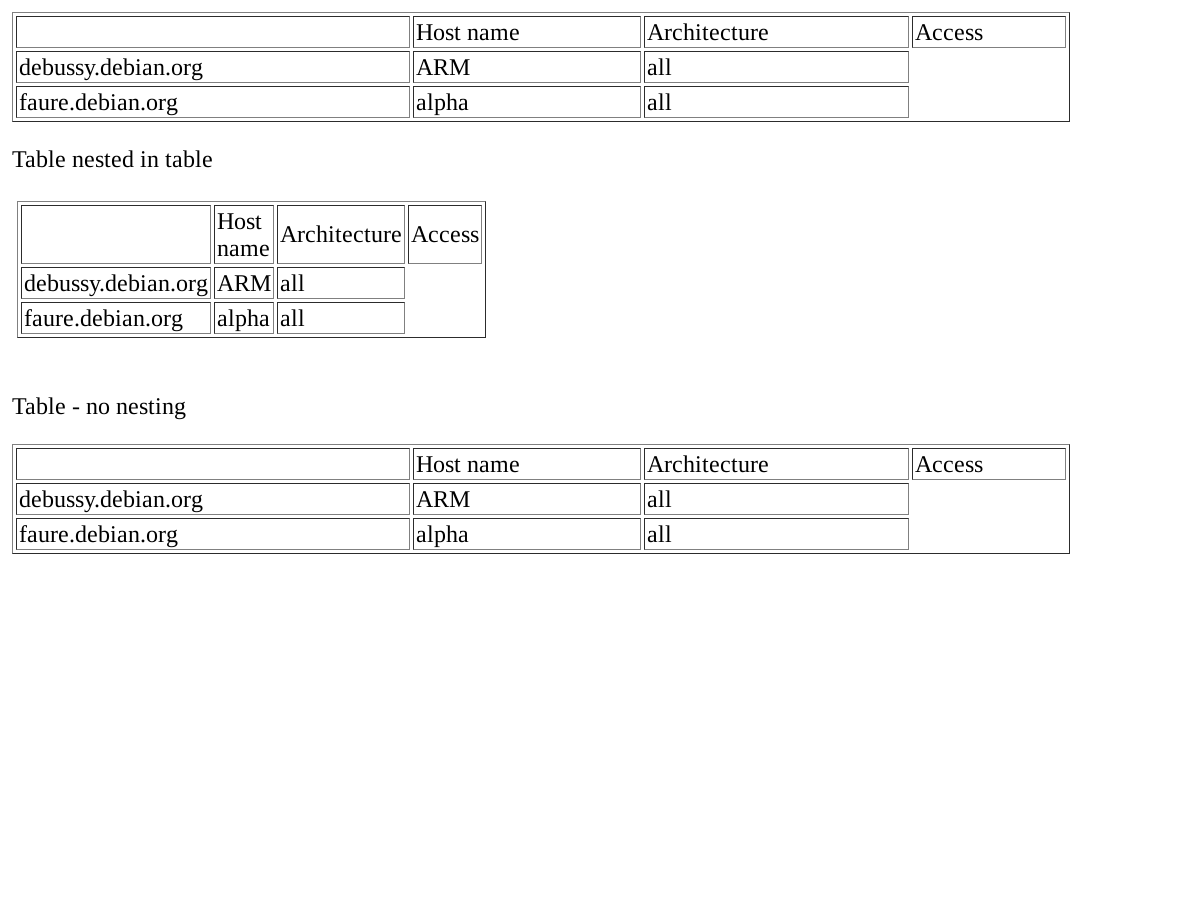 Host name Architecture Access
debussy.debian.org ARM all
faure.debian.org alpha all
Table nested in table
Host name Architecture Access
debussy.debian.org ARM all
faure.debian.org alpha all
Table - no nesting
Host name Architecture Access
debussy.debian.org ARM all
faure.debian.org alpha all